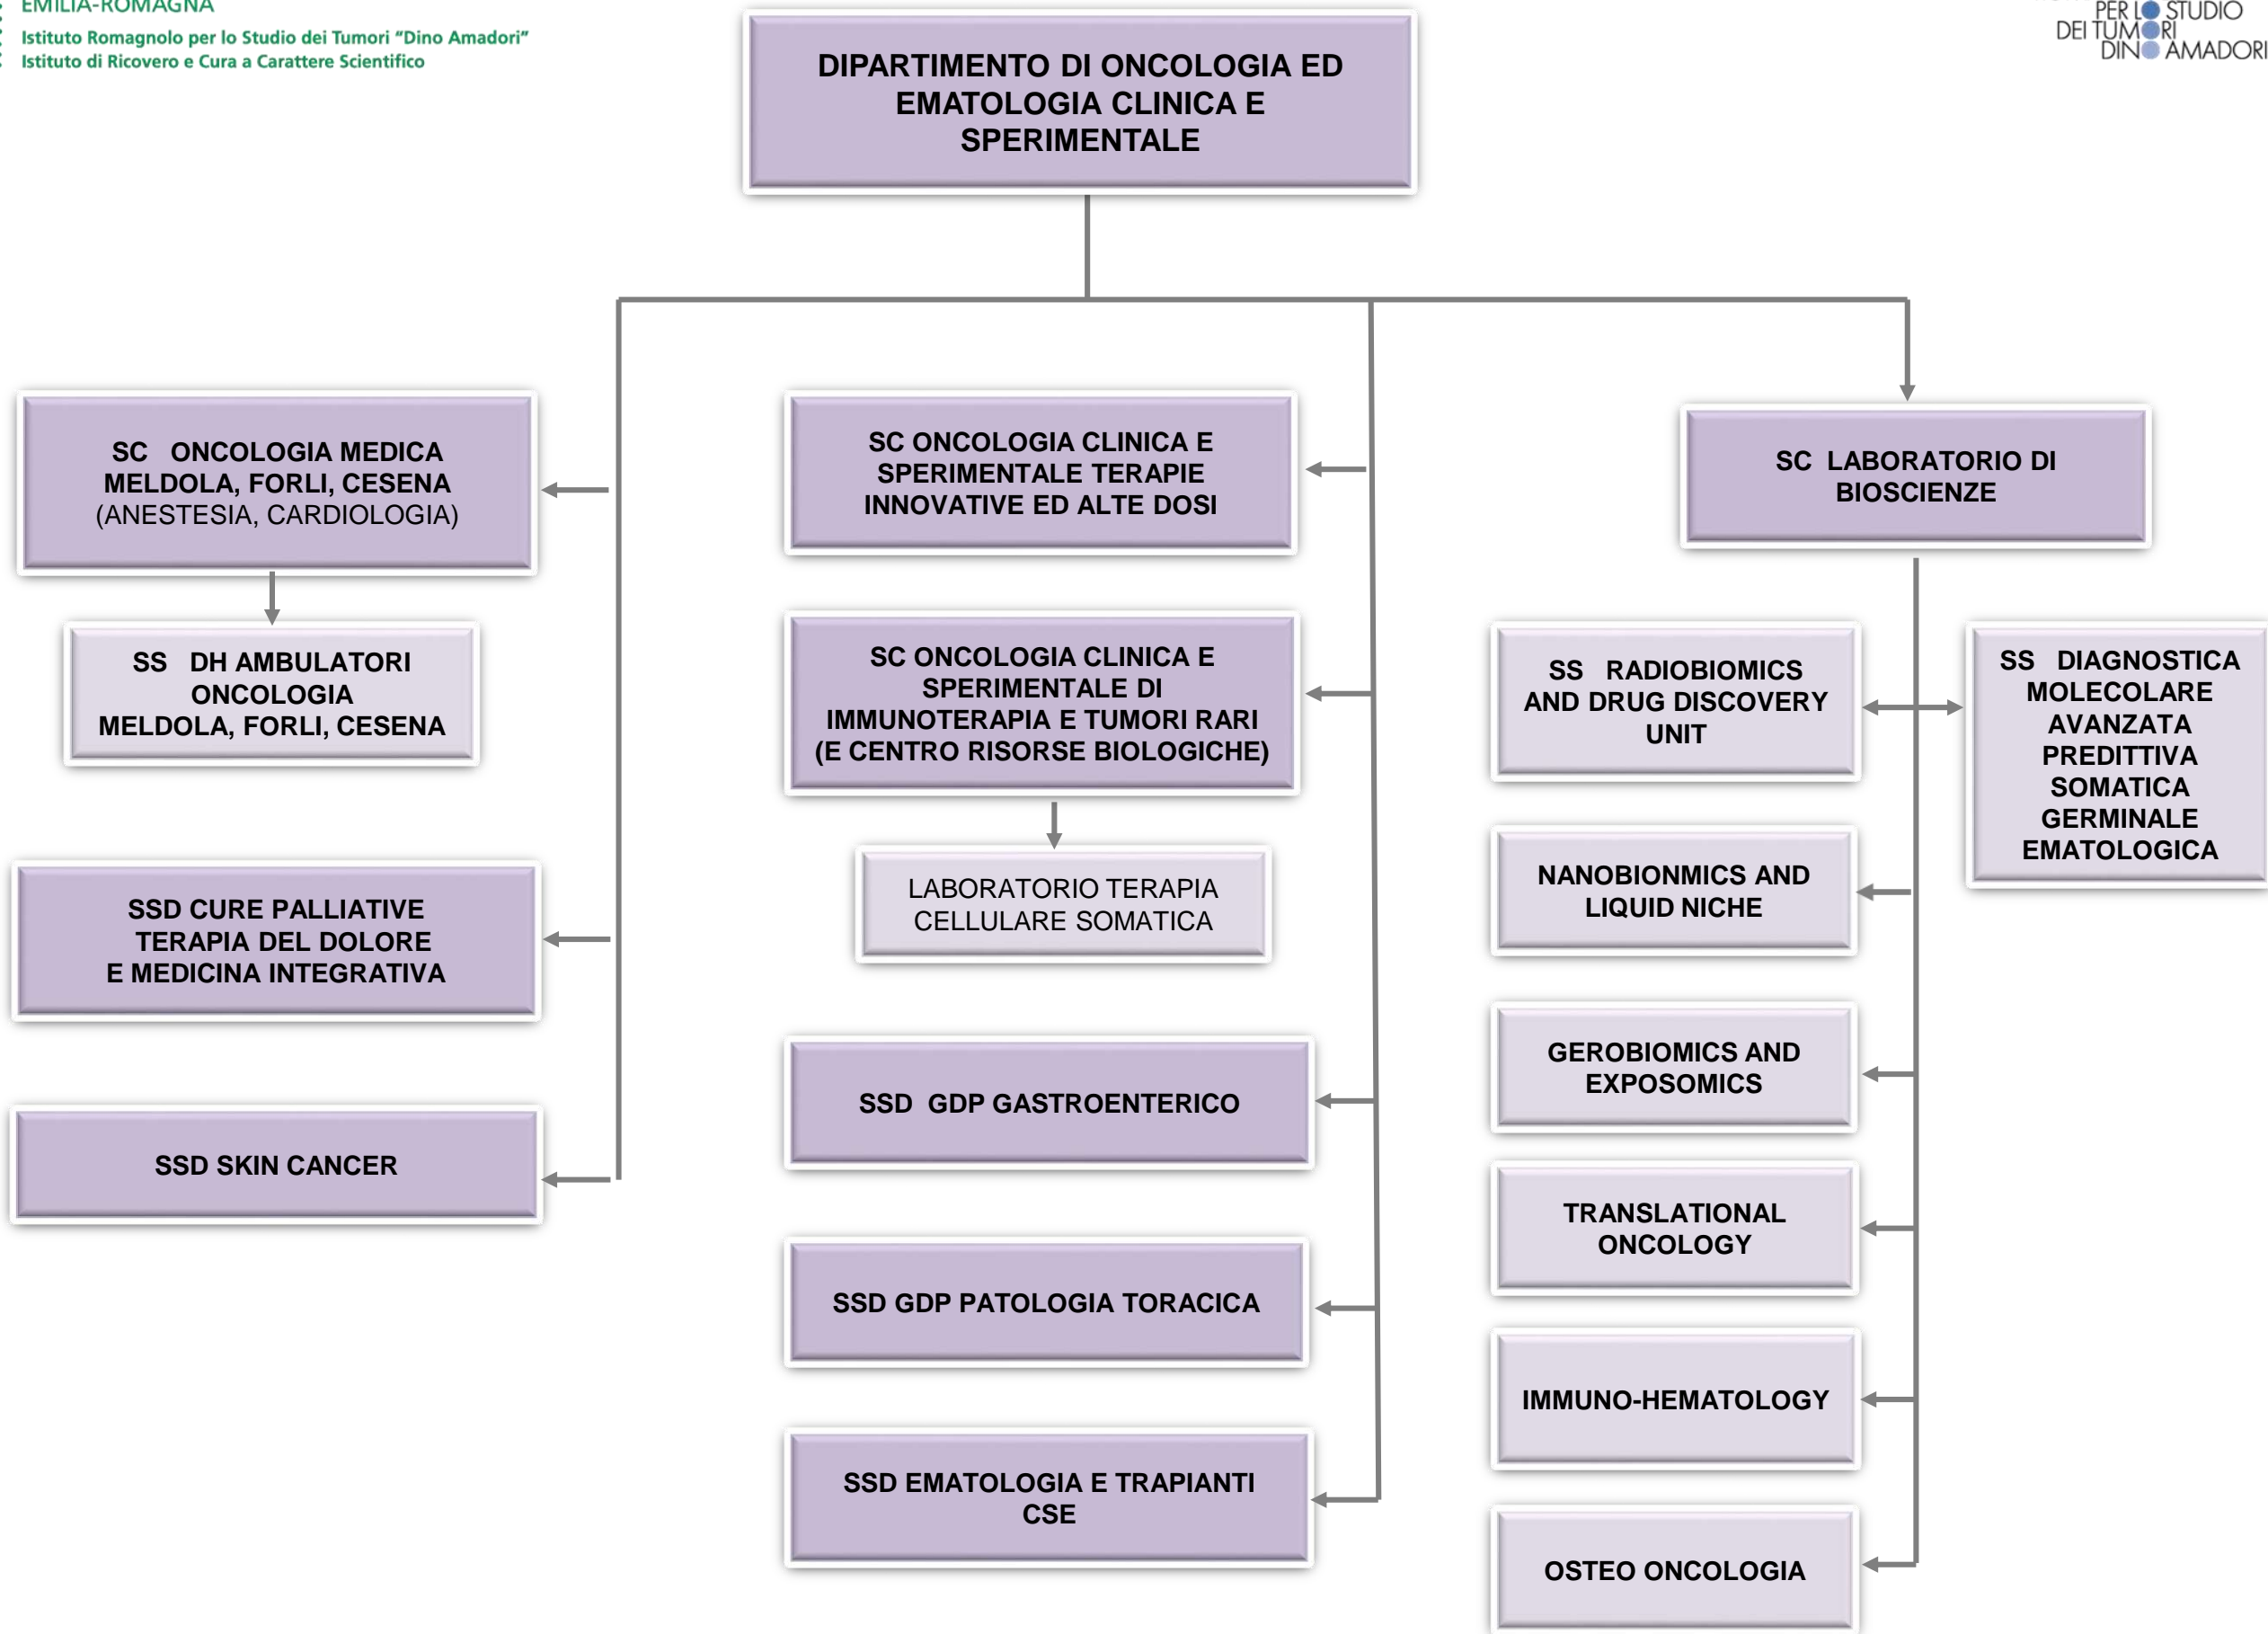 EMILIA-ROMAGNA
Istituto Romagnolo per lo Studio dei Tumori "Dino Amadori"
Istituto di Ricovero e Cura a Carattere Scientifico
PER LO STUDIO
DEI TUMORI
DINO AMADORI
DIPARTIMENTO DI ONCOLOGIA ED
EMATOLOGIA CLINICA E
SPERIMENTALE
SC ONCOLOGIA MEDICA
MELDOLA, FORLI, CESENA
(ANESTESIA, CARDIOLOGIA)
SS DH AMBULATORI
ONCOLOGIA
MELDOLA, FORLI, CESENA
SSD CURE PALLIATIVE
TERAPIA DEL DOLORE
E MEDICINA INTEGRATIVA
SSD SKIN CANCER
SC ONCOLOGIA CLINICA E
SPERIMENTALE TERAPIE
INNOVATIVE ED ALTE DOSI
SC ONCOLOGIA CLINICA E
SPERIMENTALE DI
IMMUNOTERAPIA E TUMORI RARI
(E CENTRO RISORSE BIOLOGICHE)
LABORATORIO TERAPIA
CELLULARE SOMATICA
SSD GDP GASTROENTERICO
SSD GDP PATOLOGIA TORACICA
SSD EMATOLOGIA E TRAPIANTI
CSE
SC LABORATORIO DI
BIOSCIENZE
SS RADIOBIOMICS
AND DRUG DISCOVERY
UNIT
SS DIAGNOSTICA
MOLECOLARE
AVANZATA
PREDITTIVA
SOMATICA
GERMINALE
EMATOLOGICA
NANOBIONMICS AND
LIQUID NICHE
GEROBIOMICS AND
EXPOSOMICS
TRANSLATIONAL
ONCOLOGY
IMMUNO-HEMATOLOGY
OSTEO ONCOLOGIA